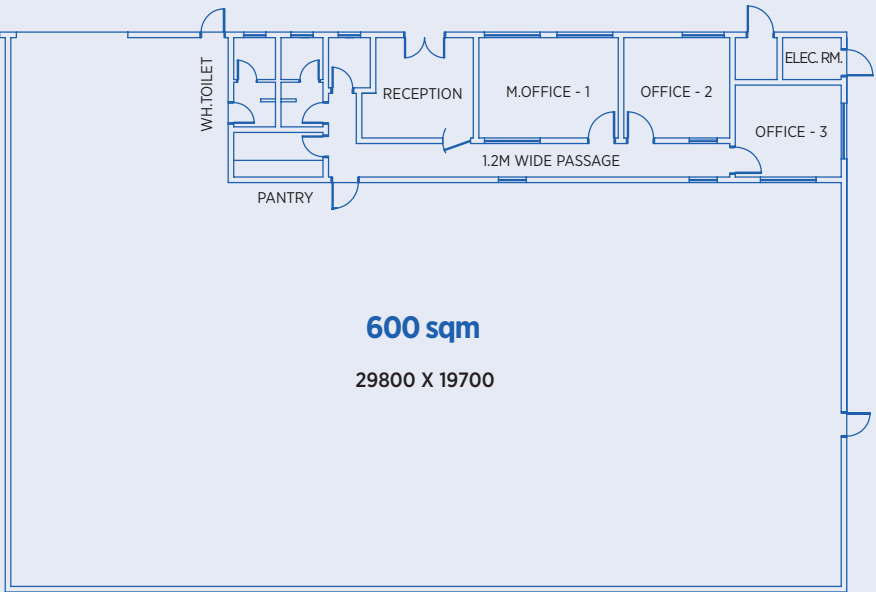 WH.TOILET
RECEPTION
M.OFFICE - 1
OFFICE - 2
ELEC. RM.
OFFICE - 3
1.2M WIDE PASSAGE
PANTRY
600 sqm
29800 X 19700